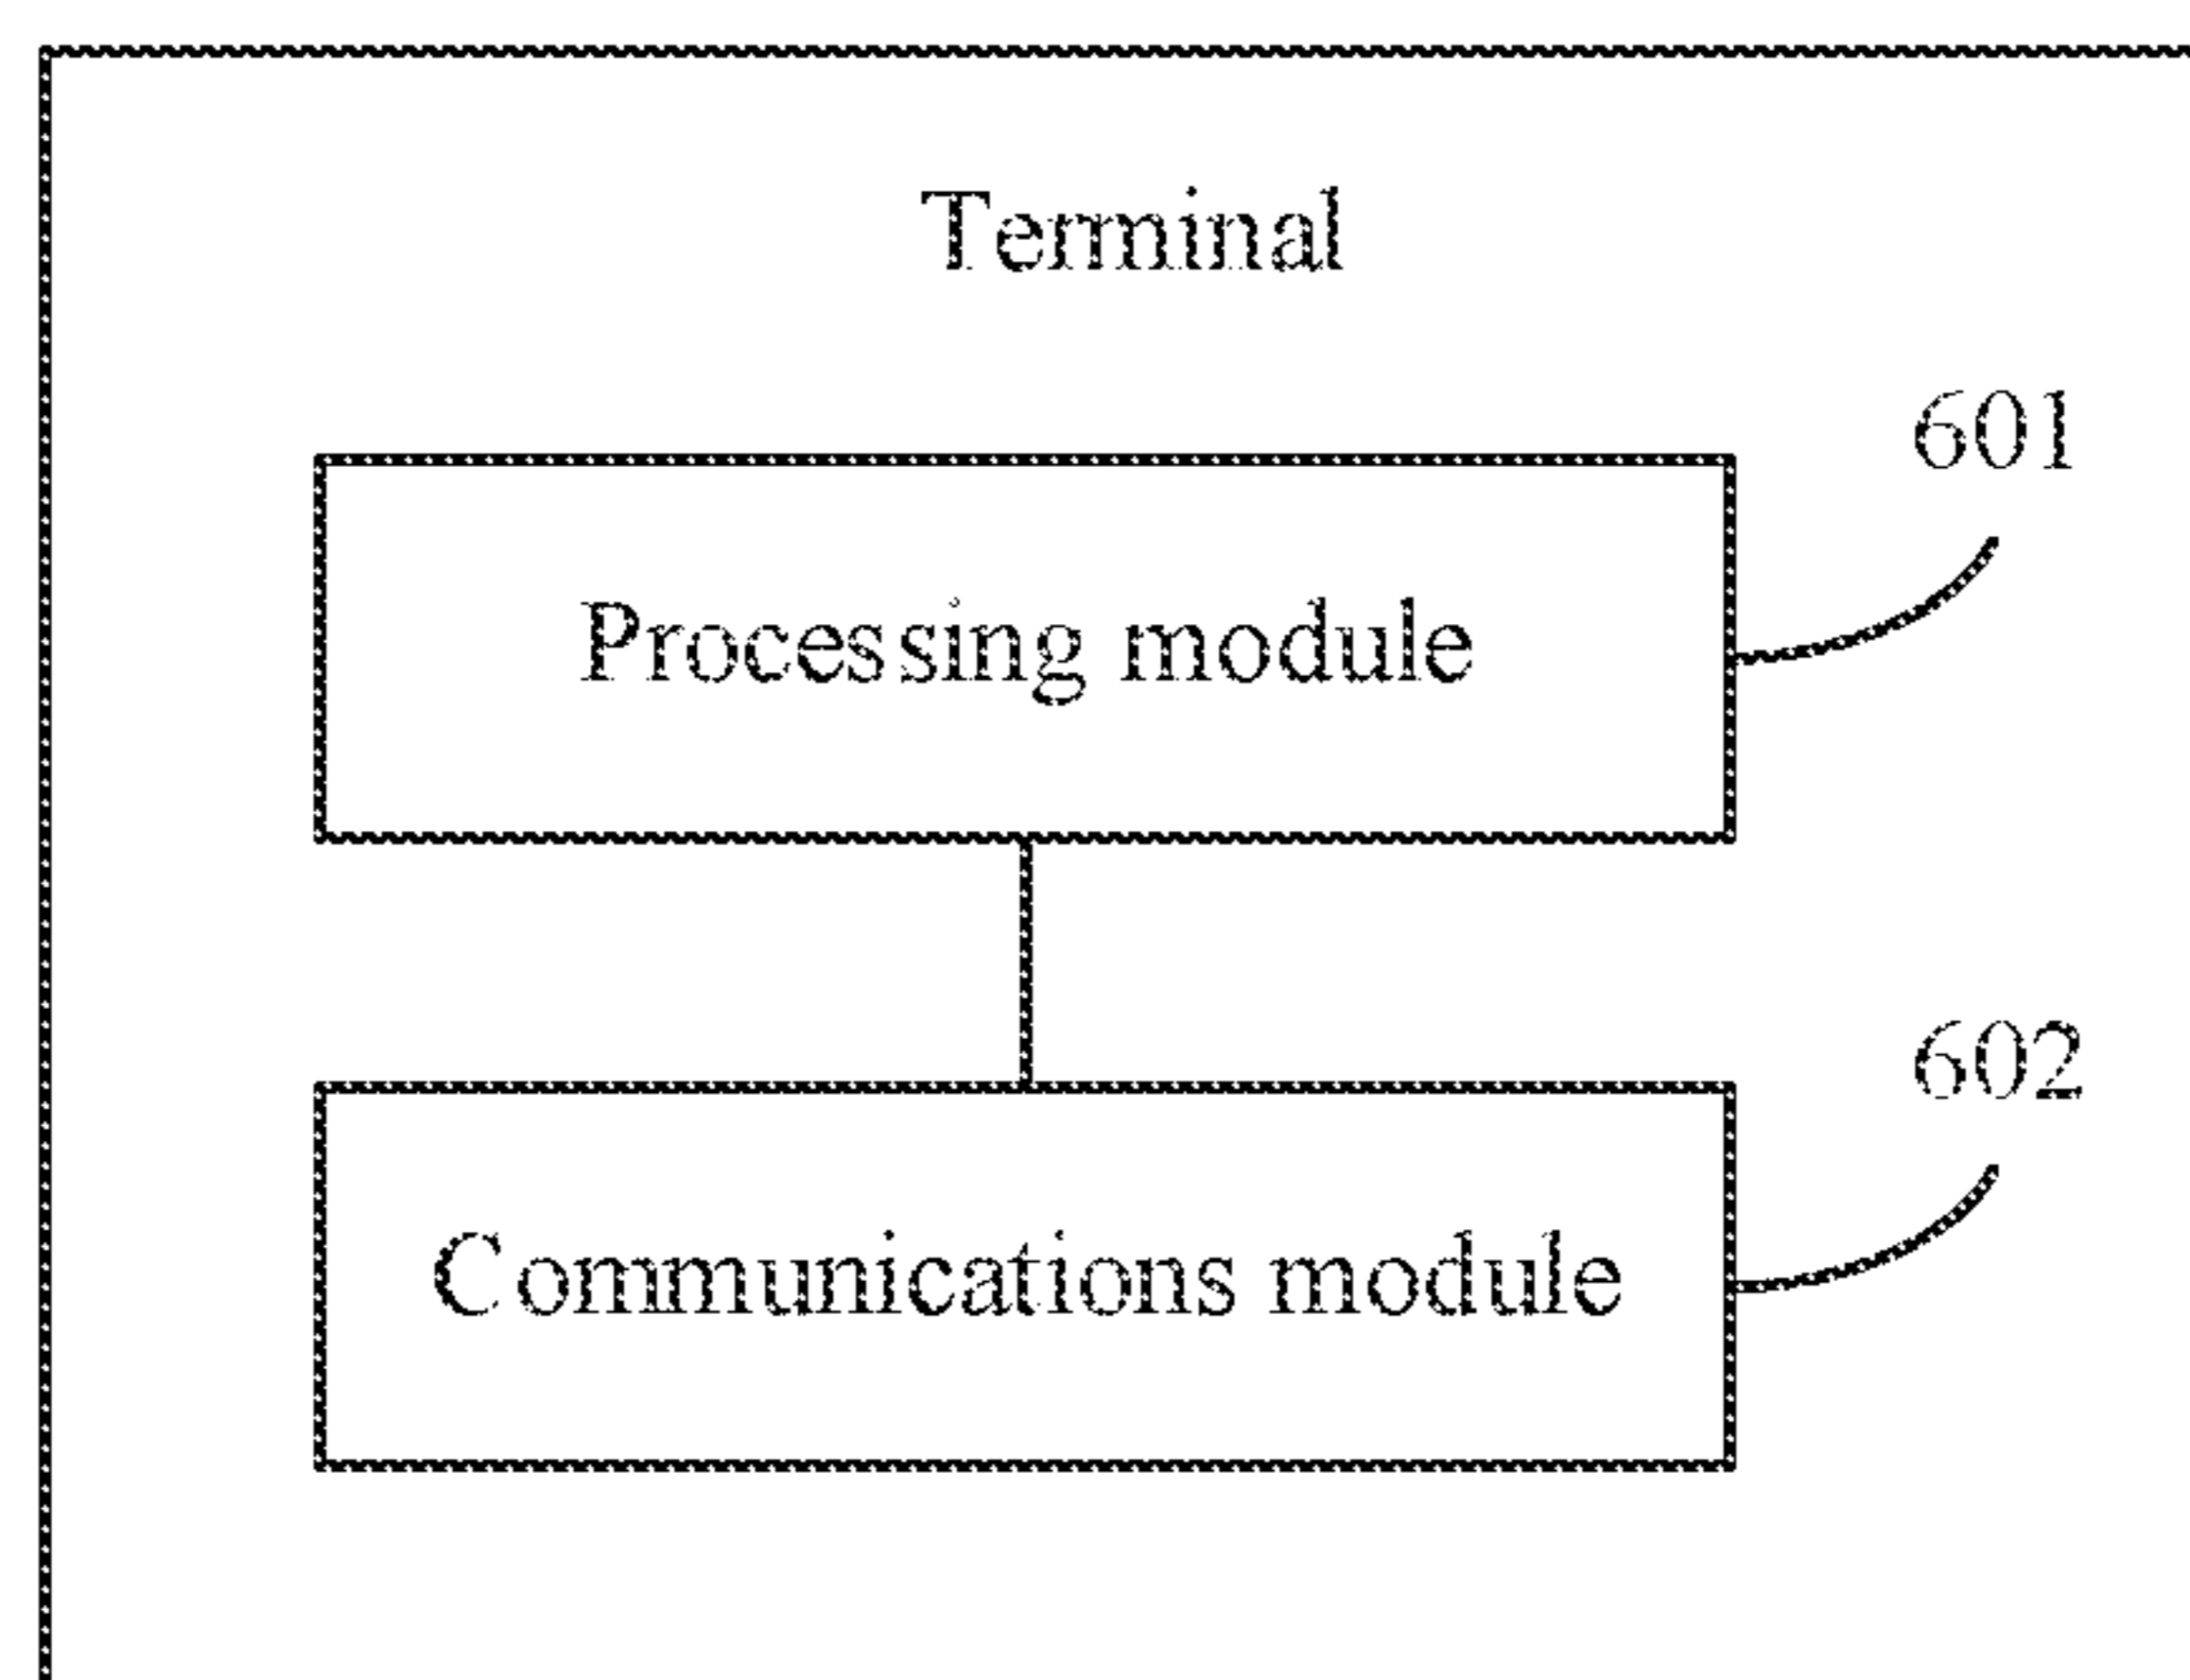 Terminal
601
Processing module
602
Communications module